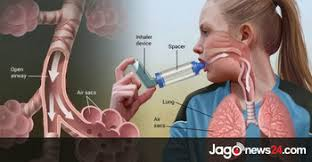 Open
airway
Air sacs
Inhaler
device
Spacer
Lung
Air
sacs
Jagonews24.com